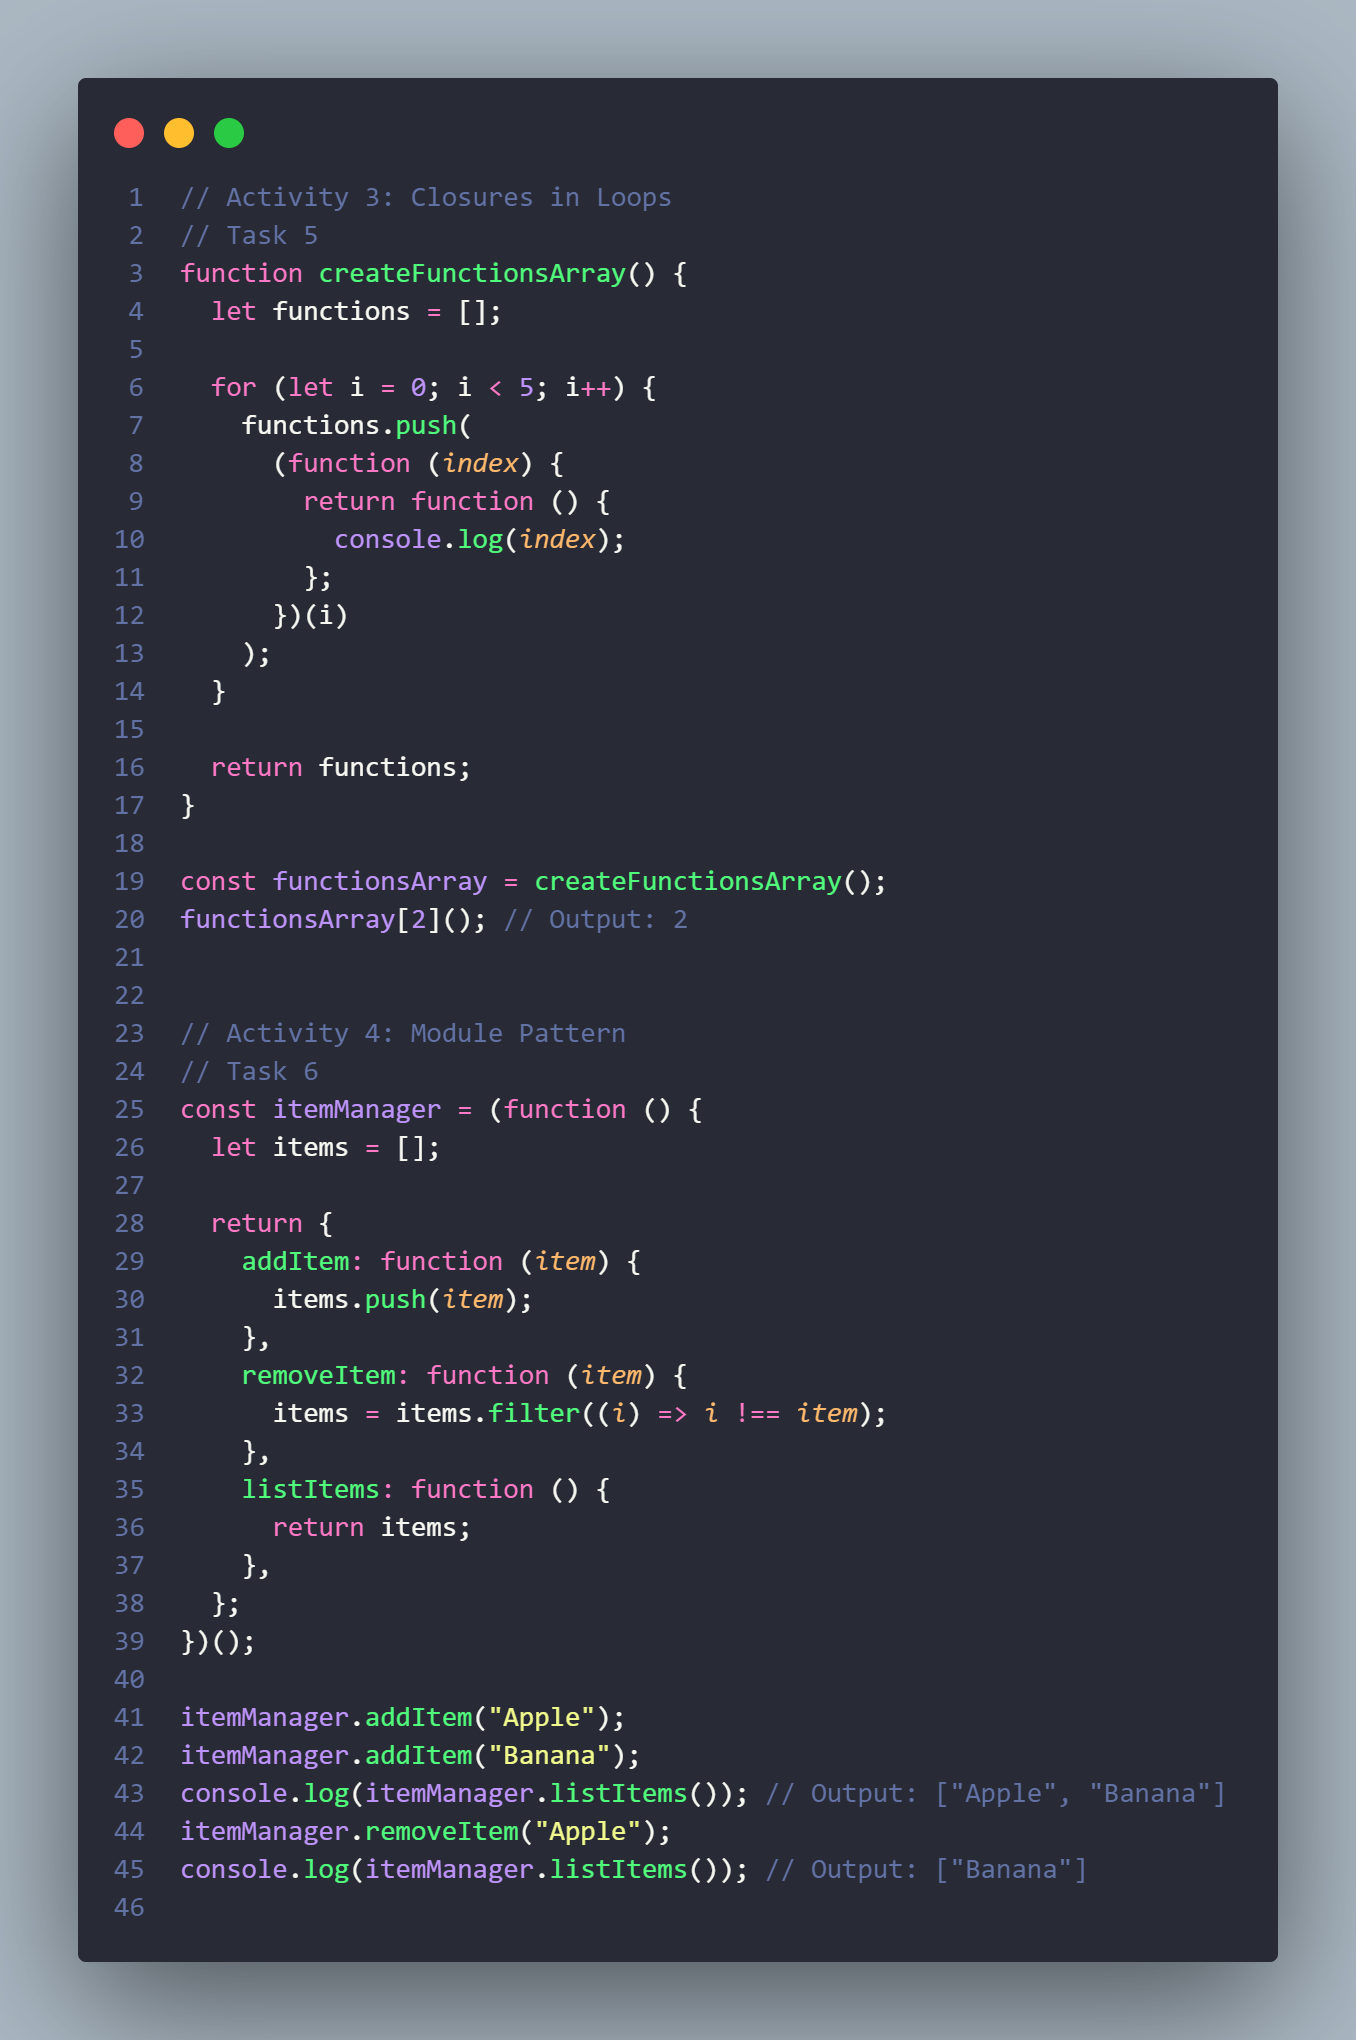 1 // Activity 3: Closures in Loops
2 // Task 5
3 function createFunctionsArray() {
4   let functions = [];
5
6   for (let i = 0; i < 5; i++) {
7     functions.push(
8       (function (index) {
9         return function () {
10           console.log(index);
11         };
12       })(i)
13     );
14   }
15
16   return functions;
17 }
18
19 const functionsArray = createFunctionsArray();
20 functionsArray[2](); // Output: 2
21
22
23 // Activity 4: Module Pattern
24 // Task 6
25 const itemManager = (function () {
26   let items = [];
27
28   return {
29     addItem: function (item) {
30       items.push(item);
31     },
32     removeItem: function (item) {
33       items = items.filter((i) => i !== item);
34     },
35     listItems: function () {
36       return items;
37     },
38   };
39 })();
40
41 itemManager.addItem("Apple");
42 itemManager.addItem("Banana");
43 console.log(itemManager.listItems()); // Output: ["Apple", "Banana"]
44 itemManager.removeItem("Apple");
45 console.log(itemManager.listItems()); // Output: ["Banana"]
46